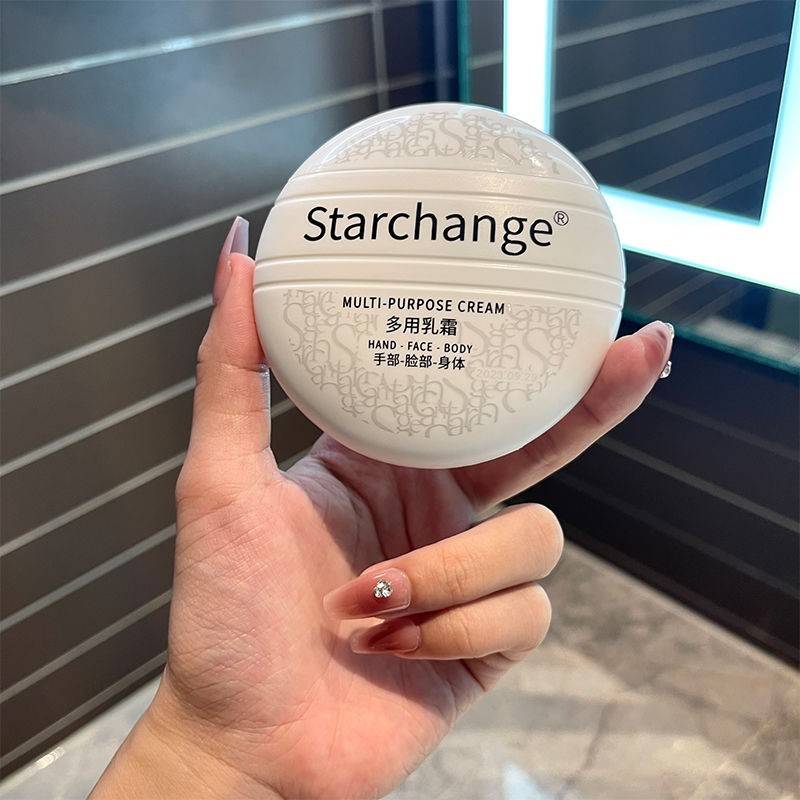 Starchange®
MULTI-PURPOSE CREAM
多用乳霜
HAND - FACE - BODY
手部-脸部-身体